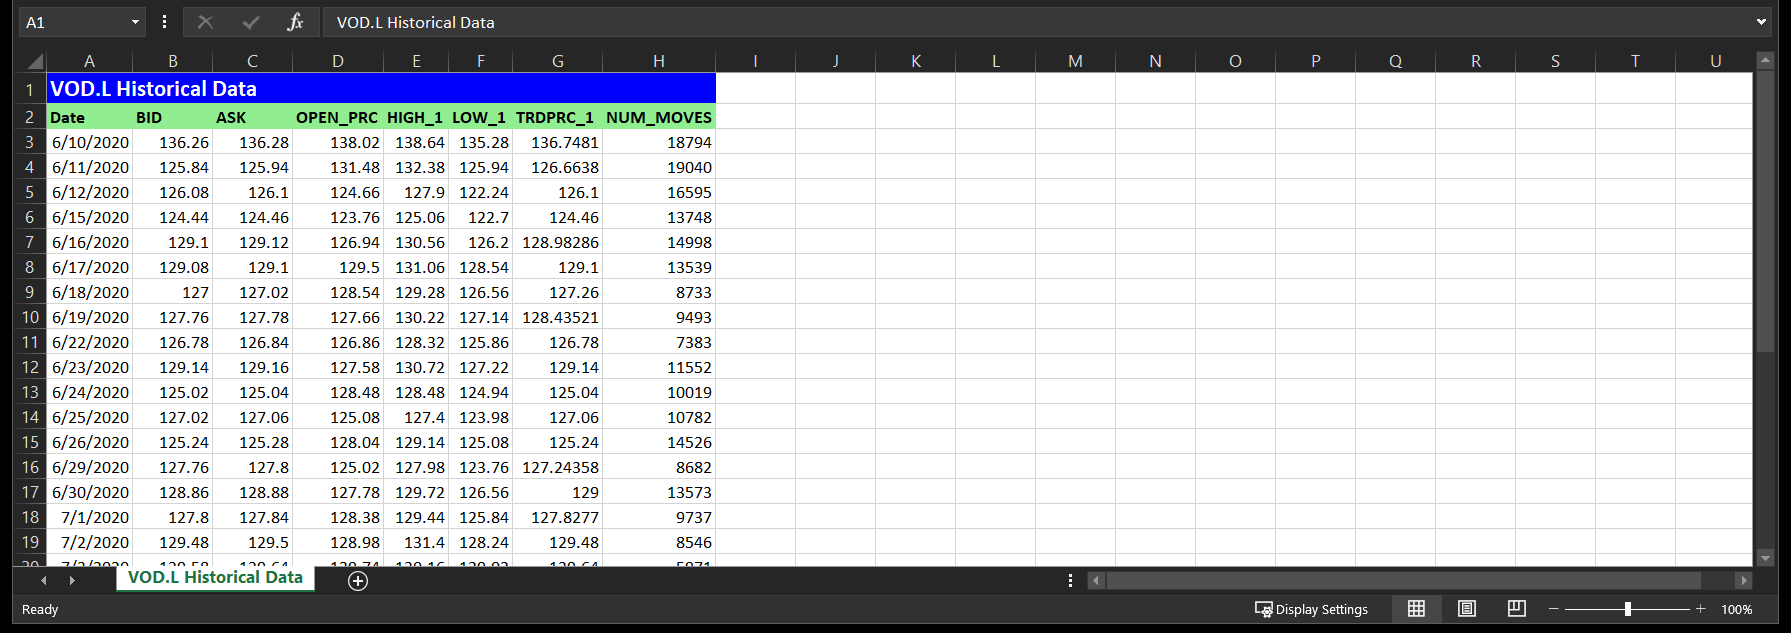 A1 fx VOD.L Historical Data
A B C D E F G H I J K L M N O P Q R S T U
1 VOD.L Historical Data
2 Date BID ASK OPEN_PRC HIGH_1 LOW_1 TRDPRC_1 NUM_MOVES
3 6/10/2020 136.26 136.28 138.02 138.64 135.28 136.7481 18794
4 6/11/2020 125.84 125.94 131.48 132.38 125.94 126.6638 19040
5 6/12/2020 126.08 126.1 124.66 127.9 122.24 126.1 16595
6 6/15/2020 124.44 124.46 123.76 125.06 122.7 124.46 13748
7 6/16/2020 129.1 129.12 126.94 130.56 126.2 128.98286 14998
8 6/17/2020 129.08 129.1 129.5 131.06 128.54 129.1 13539
9 6/18/2020 127 127.02 128.54 129.28 126.56 127.26 8733
10 6/19/2020 127.76 127.78 127.66 130.22 127.14 128.43521 9493
11 6/22/2020 126.78 126.84 126.86 128.32 125.86 126.78 7383
12 6/23/2020 129.14 129.16 127.58 130.72 127.22 129.14 11552
13 6/24/2020 125.02 125.04 128.48 128.48 124.94 125.04 10019
14 6/25/2020 127.02 127.06 125.08 127.4 123.98 127.06 10782
15 6/26/2020 125.24 125.28 128.04 129.14 125.08 125.24 14526
16 6/29/2020 127.76 127.8 125.02 127.98 123.76 127.24358 8682
17 6/30/2020 128.86 128.88 127.78 129.72 126.56 129 13573
18 7/1/2020 127.8 127.84 128.38 129.44 125.84 127.8277 9737
19 7/2/2020 129.48 129.5 128.98 131.4 128.24 129.48 8546
VOD.L Historical Data
Ready Display Settings 100%